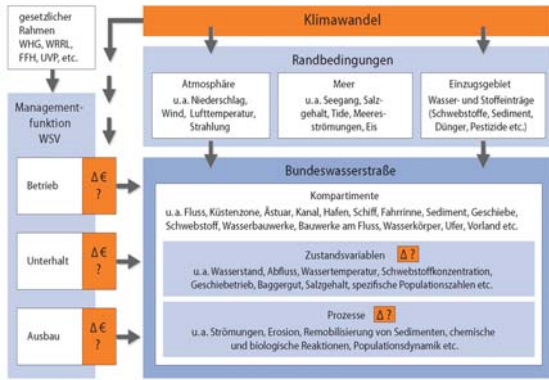 gesetzlicher
Rahmen
WHG, WRRL,
FFH, UVP, etc.
Klimawandel
Randbedingungen
Atmosphäre
u.a. Niederschlag,
Wind, Lufttemperatur,
Strahlung
Meer
u.a. Seegang, Salz-
gehalt, Tide, Meeres-
strömungen, Eis
Einzugsgebiet
Wasser- und Stoffeinträge
(Schwebstoffe, Sediment,
Dünger, Pestizide etc.)
Management-
funktion
WSV
Betrieb
Δ €
?
Unterhalt
Δ €
?
Ausbau
Δ €
?
Bundeswasserstraße
Kompartimente
u.a. Fluss, Küstenzone, Ästuar, Kanal, Hafen, Schiff, Fahrrinne, Sediment, Geschiebe,
Schwebstoff, Wasserbauwerke, Bauwerke am Fluss, Wasserkörper, Ufer, Vorland etc.
Zustandsvariablen Δ ?
u.a. Wasserstand, Abfluss, Wassertemperatur, Schwebstoffkonzentration,
Geschiebetrieb, Baggergut, Salzgehalt, spezifische Populationszahlen etc.
Prozesse Δ ?
u.a. Strömungen, Erosion, Remobilisierung von Sedimenten, chemische
und biologische Reaktionen, Populationsdynamik etc.